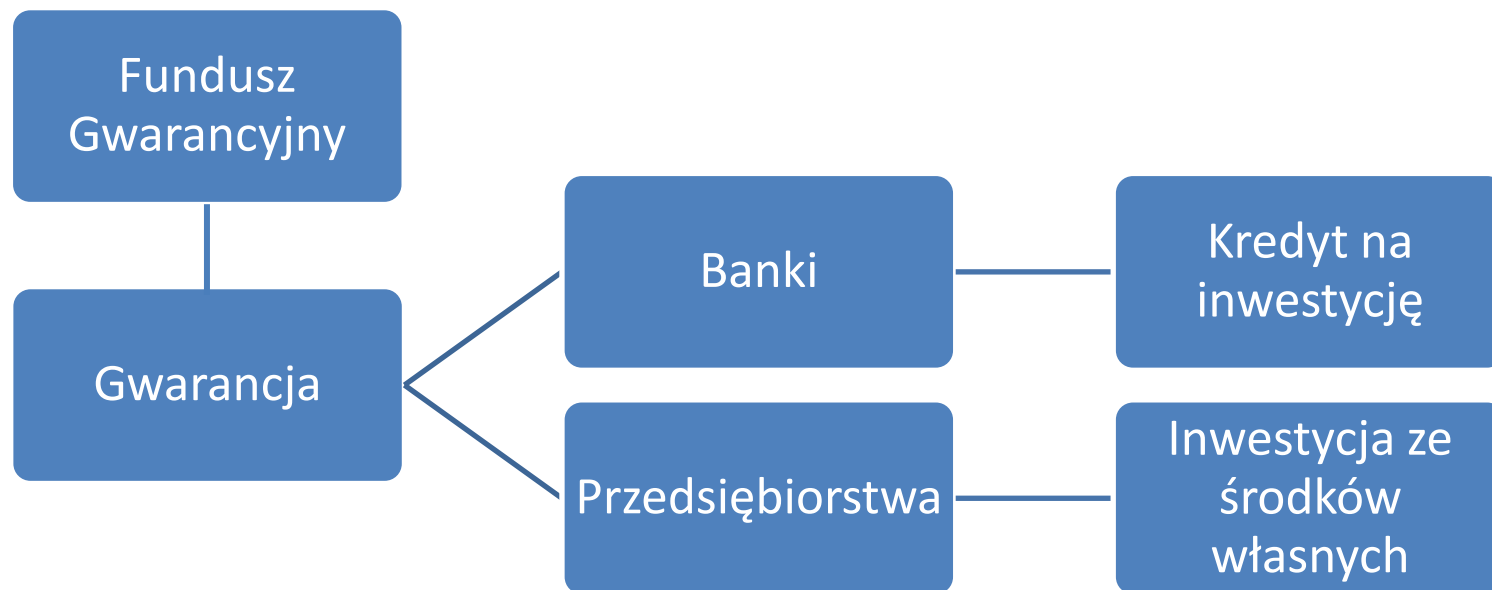 Fundusz
Gwarancyjny
Gwarancja
Banki
Kredyt na
inwestycję
Przedsiębiorstwa
Inwestycja ze
środków
własnych